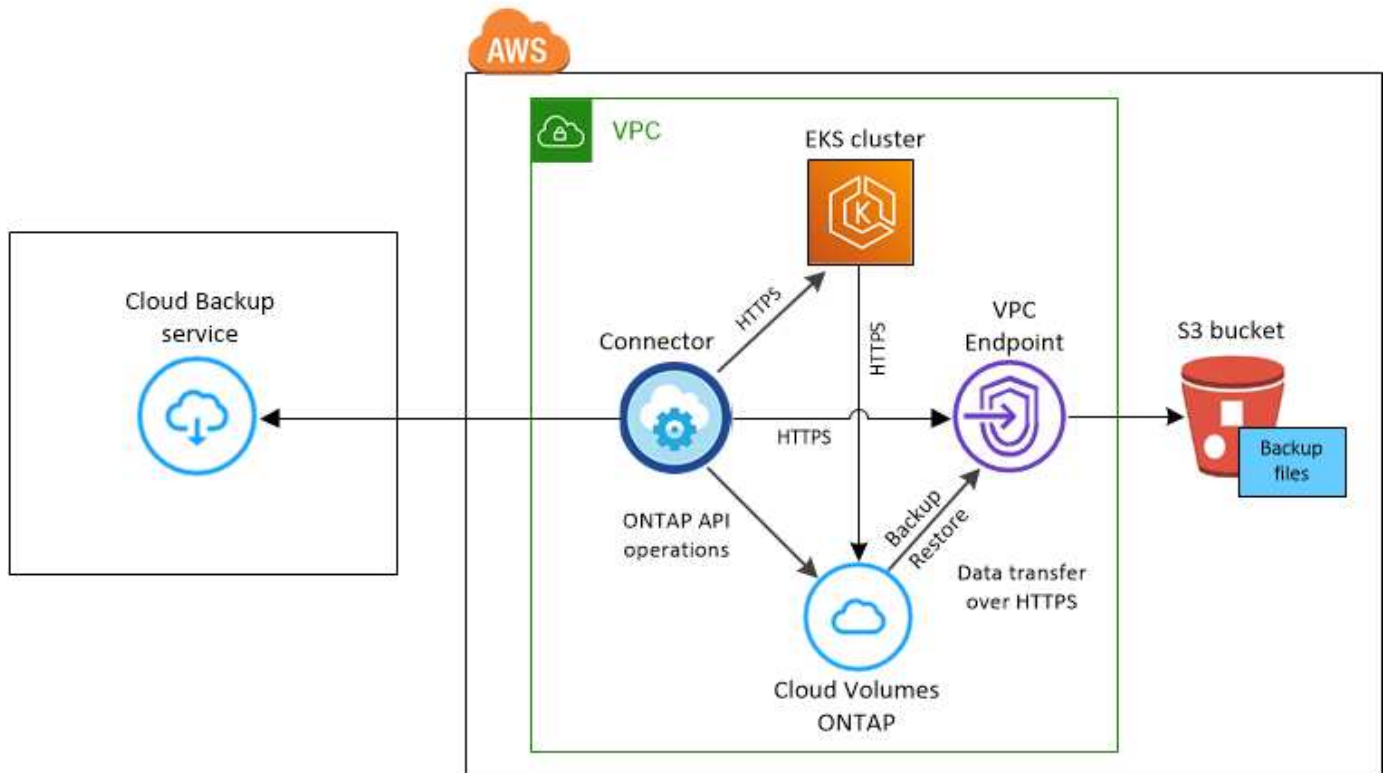 AWS
VPC
EKS cluster
Cloud Backup
service
HTTPS
HTTPS
VPC
Endpoint
Connector
S3 bucket
HTTPS
Backup
files
ONTAP API
operations
Backup
Restore
Data transfer
over HTTPS
Cloud Volumes
ONTAP
K